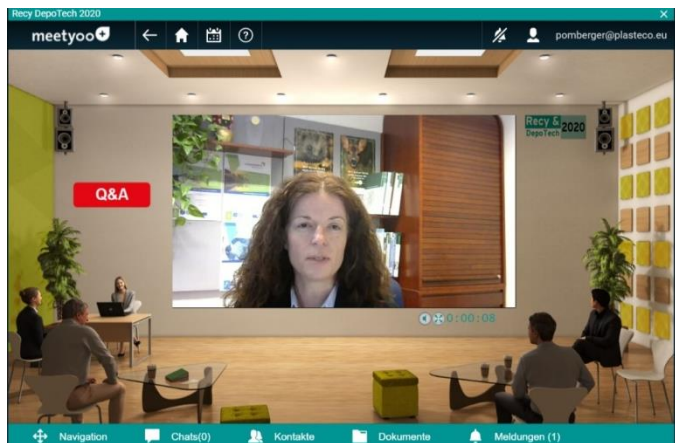 Recy DepoTech 2020
meetyoo
pomberger@plasteco.eu
Recy &
DepoTech
2020
Q&A
0:00:08
Navigation
Chats(0)
Kontakte
Dokumente
Meldungen (1)